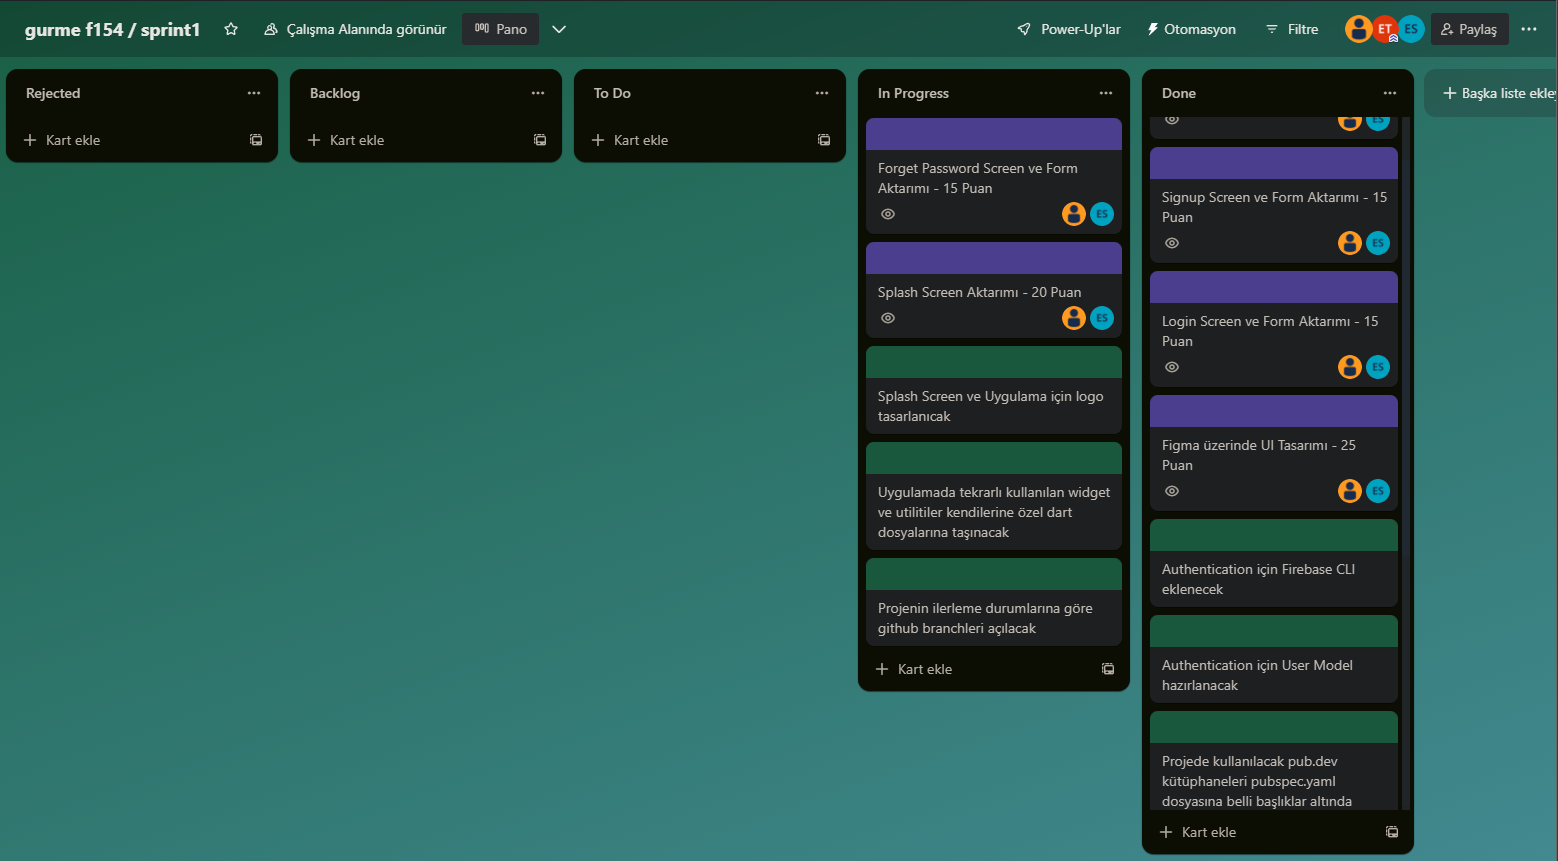 gurme f154 / sprint1
Çalışma Alanında görünür
Pano
Power-Up'lar
Otomasyon
Filtre
ET
ES
Paylaş
Rejected
Kart ekle
Backlog
Kart ekle
To Do
Kart ekle
In Progress
Forget Password Screen ve Form
Aktarımı - 15 Puan
ES
Splash Screen Aktarımı - 20 Puan
ES
Splash Screen ve Uygulama için logo
tasarlanıcak
Uygulamada tekrarlı kullanılan widget
ve utilitiler kendilerine özel dart
dosyalarına taşınacak
Projenin ilerleme durumlarına göre
github branchleri açılacak
Kart ekle
Done
ES
Signup Screen ve Form Aktarımı - 15
Puan
ES
Login Screen ve Form Aktarımı - 15
Puan
ES
Figma üzerinde UI Tasarımı - 25
Puan
ES
Authentication için Firebase CLI
eklenecek
Authentication için User Model
hazırlanacak
Projede kullanılacak pub.dev
kütüphaneleri pubspec.yaml
dosyasına belli başlıklar altında
Kart ekle
Başka liste ekley